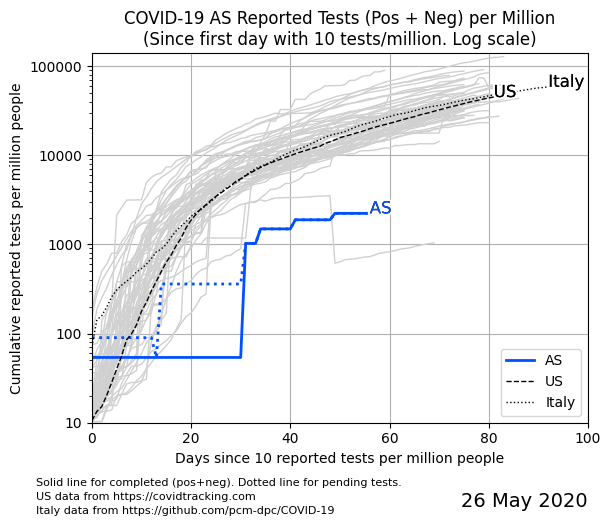 COVID-19 AS Reported Tests (Pos + Neg) per Million
(Since first day with 10 tests/million. Log scale)
Cumulative reported tests per million people
100000
10000
1000
100
10
US
Italy
AS
AS
US
Italy
0
20
40
60
80
100
Days since 10 reported tests per million people
Solid line for completed (pos+neg). Dotted line for pending tests.
US data from https://covidtracking.com
Italy data from https://github.com/pcm-dpc/COVID-19
26 May 2020